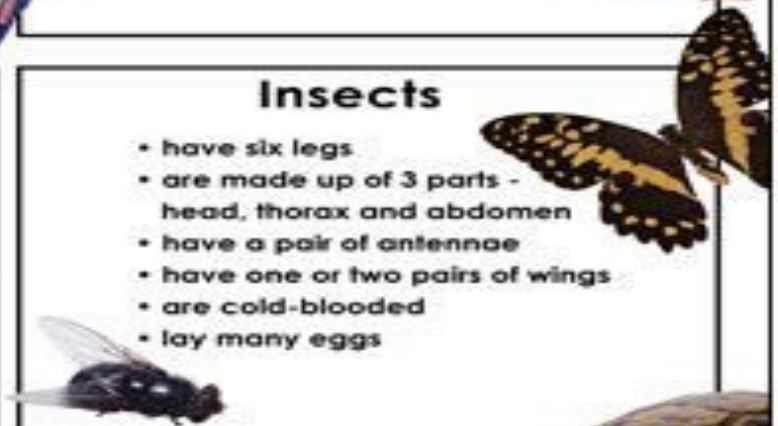 Insects
• have six legs
• are made up of 3 parts -
head, thorax and abdomen
• have a pair of antennae
• have one or two pairs of wings
• are cold-blooded
• lay many eggs